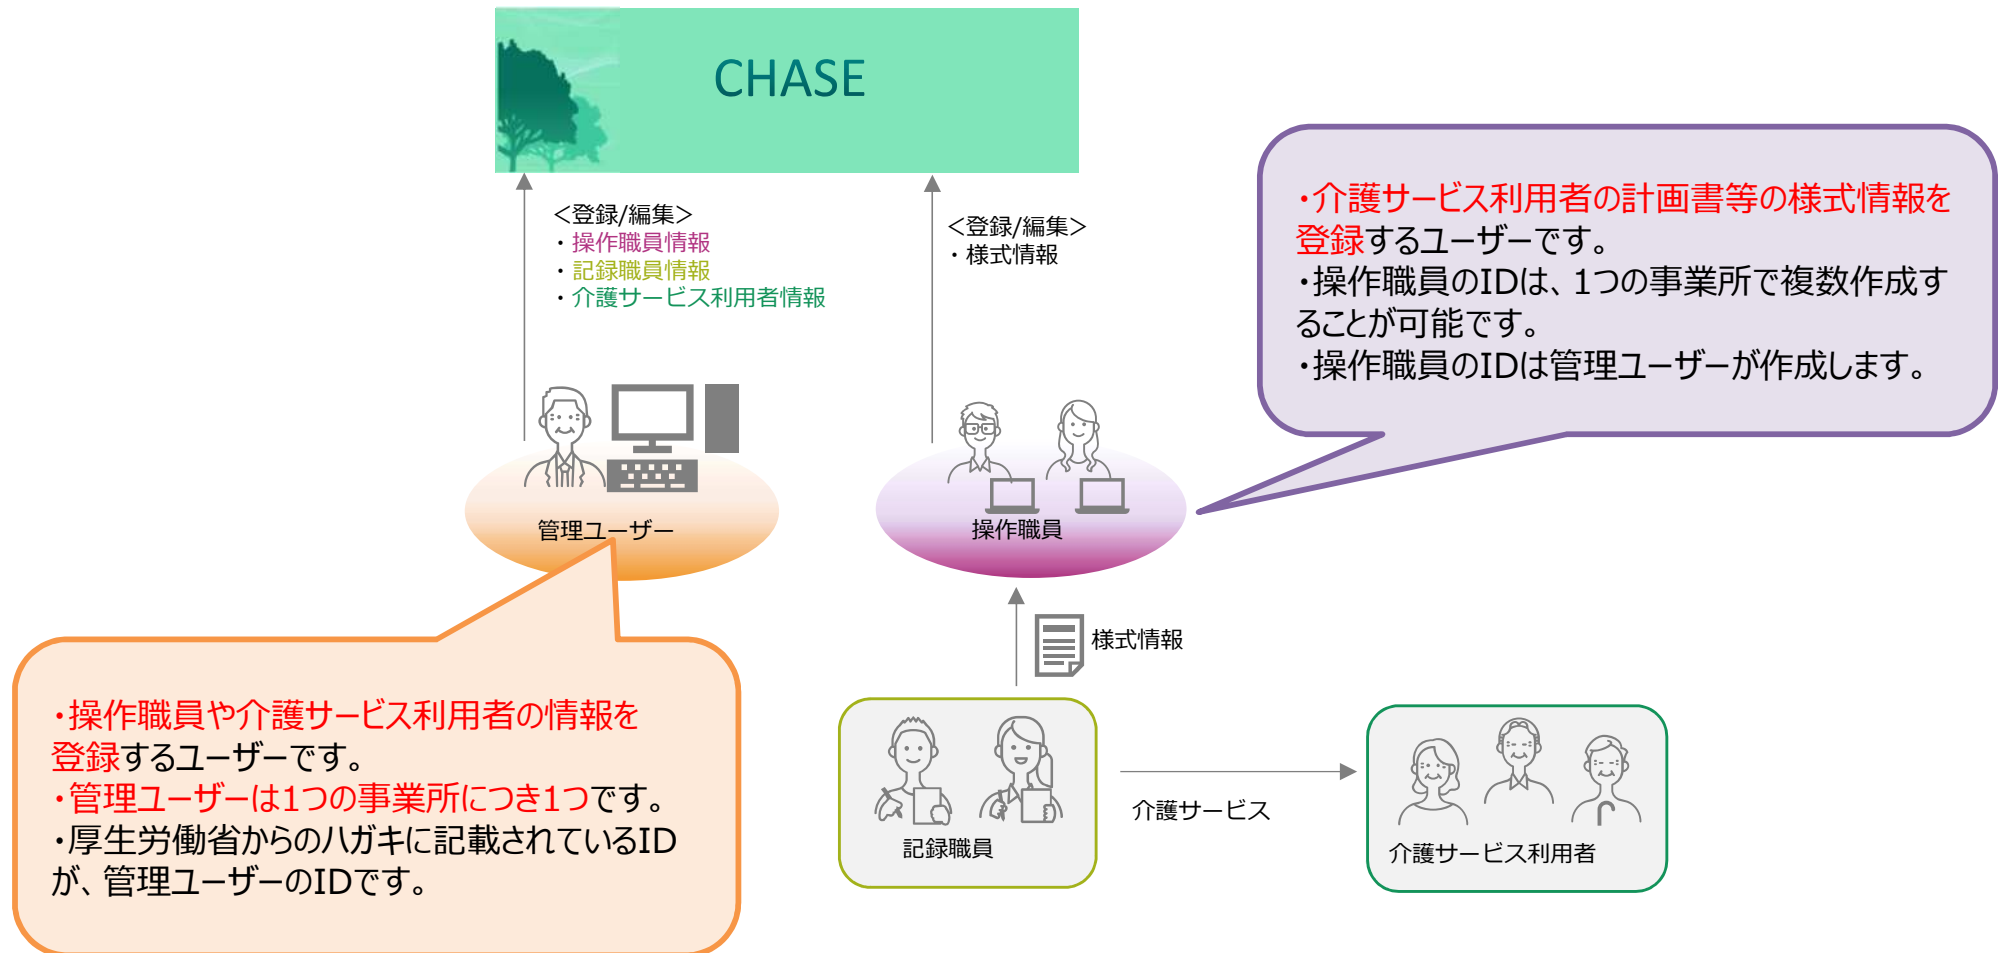 CHASE
<登録/編集>
・操作職員情報
・記録職員情報
・介護サービス利用者情報
<登録/編集>
・様式情報
・介護サービス利用者の計画書等の様式情報を
登録するユーザーです。
・操作職員のIDは、1つの事業所で複数作成す
ることが可能です。
・操作職員のIDは管理ユーザーが作成します。
管理ユーザー
操作職員
様式情報
・操作職員や介護サービス利用者の情報を
登録するユーザーです。
・管理ユーザーは1つの事業所につき1つです。
・厚生労働省からのハガキに記載されているID
が、管理ユーザーのIDです。
記録職員
介護サービス
介護サービス利用者